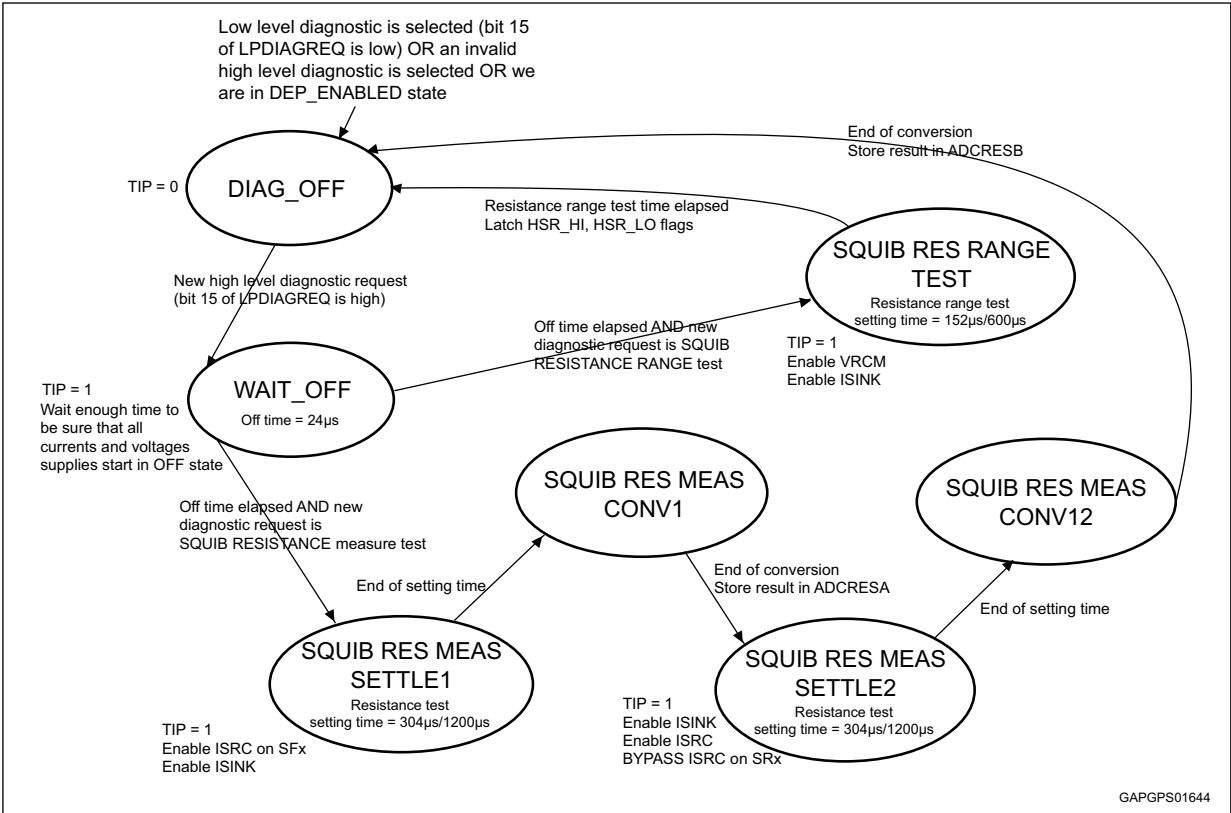 Low level diagnostic is selected (bit 15
of LPDIAGREQ is low) OR an invalid
high level diagnostic is selected OR we
are in DEP_ENABLED state
End of conversion
Store result in ADCRESB
TIP = 0
DIAG_OFF
Resistance range test time elapsed
Latch HSR_HI, HSR_LO flags
SQUIB RES RANGE
TEST
Resistance range test
setting time = 152µs/600µs
New high level diagnostic request
(bit 15 of LPDIAGREQ is high)
Off time elapsed AND new
diagnostic request is SQUIB
RESISTANCE RANGE test
TIP = 1
Enable VRCM
Enable ISINK
TIP = 1
Wait enough time to
be sure that all
currents and voltages
supplies start in OFF state
WAIT_OFF
Off time = 24µs
SQUIB RES MEAS
CONV1
SQUIB RES MEAS
CONV12
Off time elapsed AND new
diagnostic request is
SQUIB RESISTANCE measure test
End of setting time
End of conversion
Store result in ADCRESA
End of setting time
SQUIB RES MEAS
SETTLE1
Resistance test
setting time = 304µs/1200µs
TIP = 1
Enable ISRC on SFx
Enable ISINK
SQUIB RES MEAS
SETTLE2
Resistance test
setting time = 304µs/1200µs
TIP = 1
Enable ISINK
Enable ISRC
BYPASS ISRC on SRx
GAPGPS01644